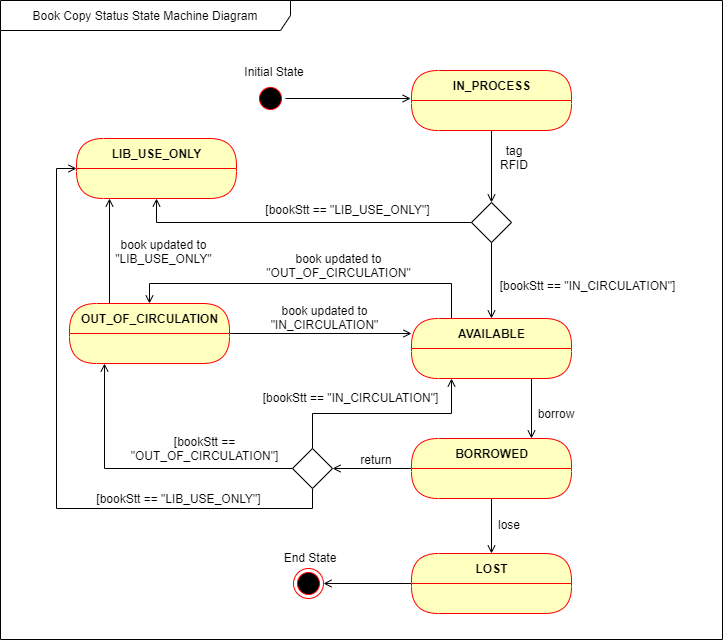 Book Copy Status State Machine Diagram
Initial State
IN_PROCESS
tag
RFID
LIB_USE_ONLY
[bookStt == "LIB_USE_ONLY"]
book updated to
"LIB_USE_ONLY"
book updated to
"OUT_OF_CIRCULATION"
[bookStt == "IN_CIRCULATION"]
OUT_OF_CIRCULATION
book updated to
"IN_CIRCULATION"
AVAILABLE
[bookStt == "IN_CIRCULATION"]
borrow
[bookStt ==
"OUT_OF_CIRCULATION"]
return
BORROWED
[bookStt == "LIB_USE_ONLY"]
lose
End State
LOST